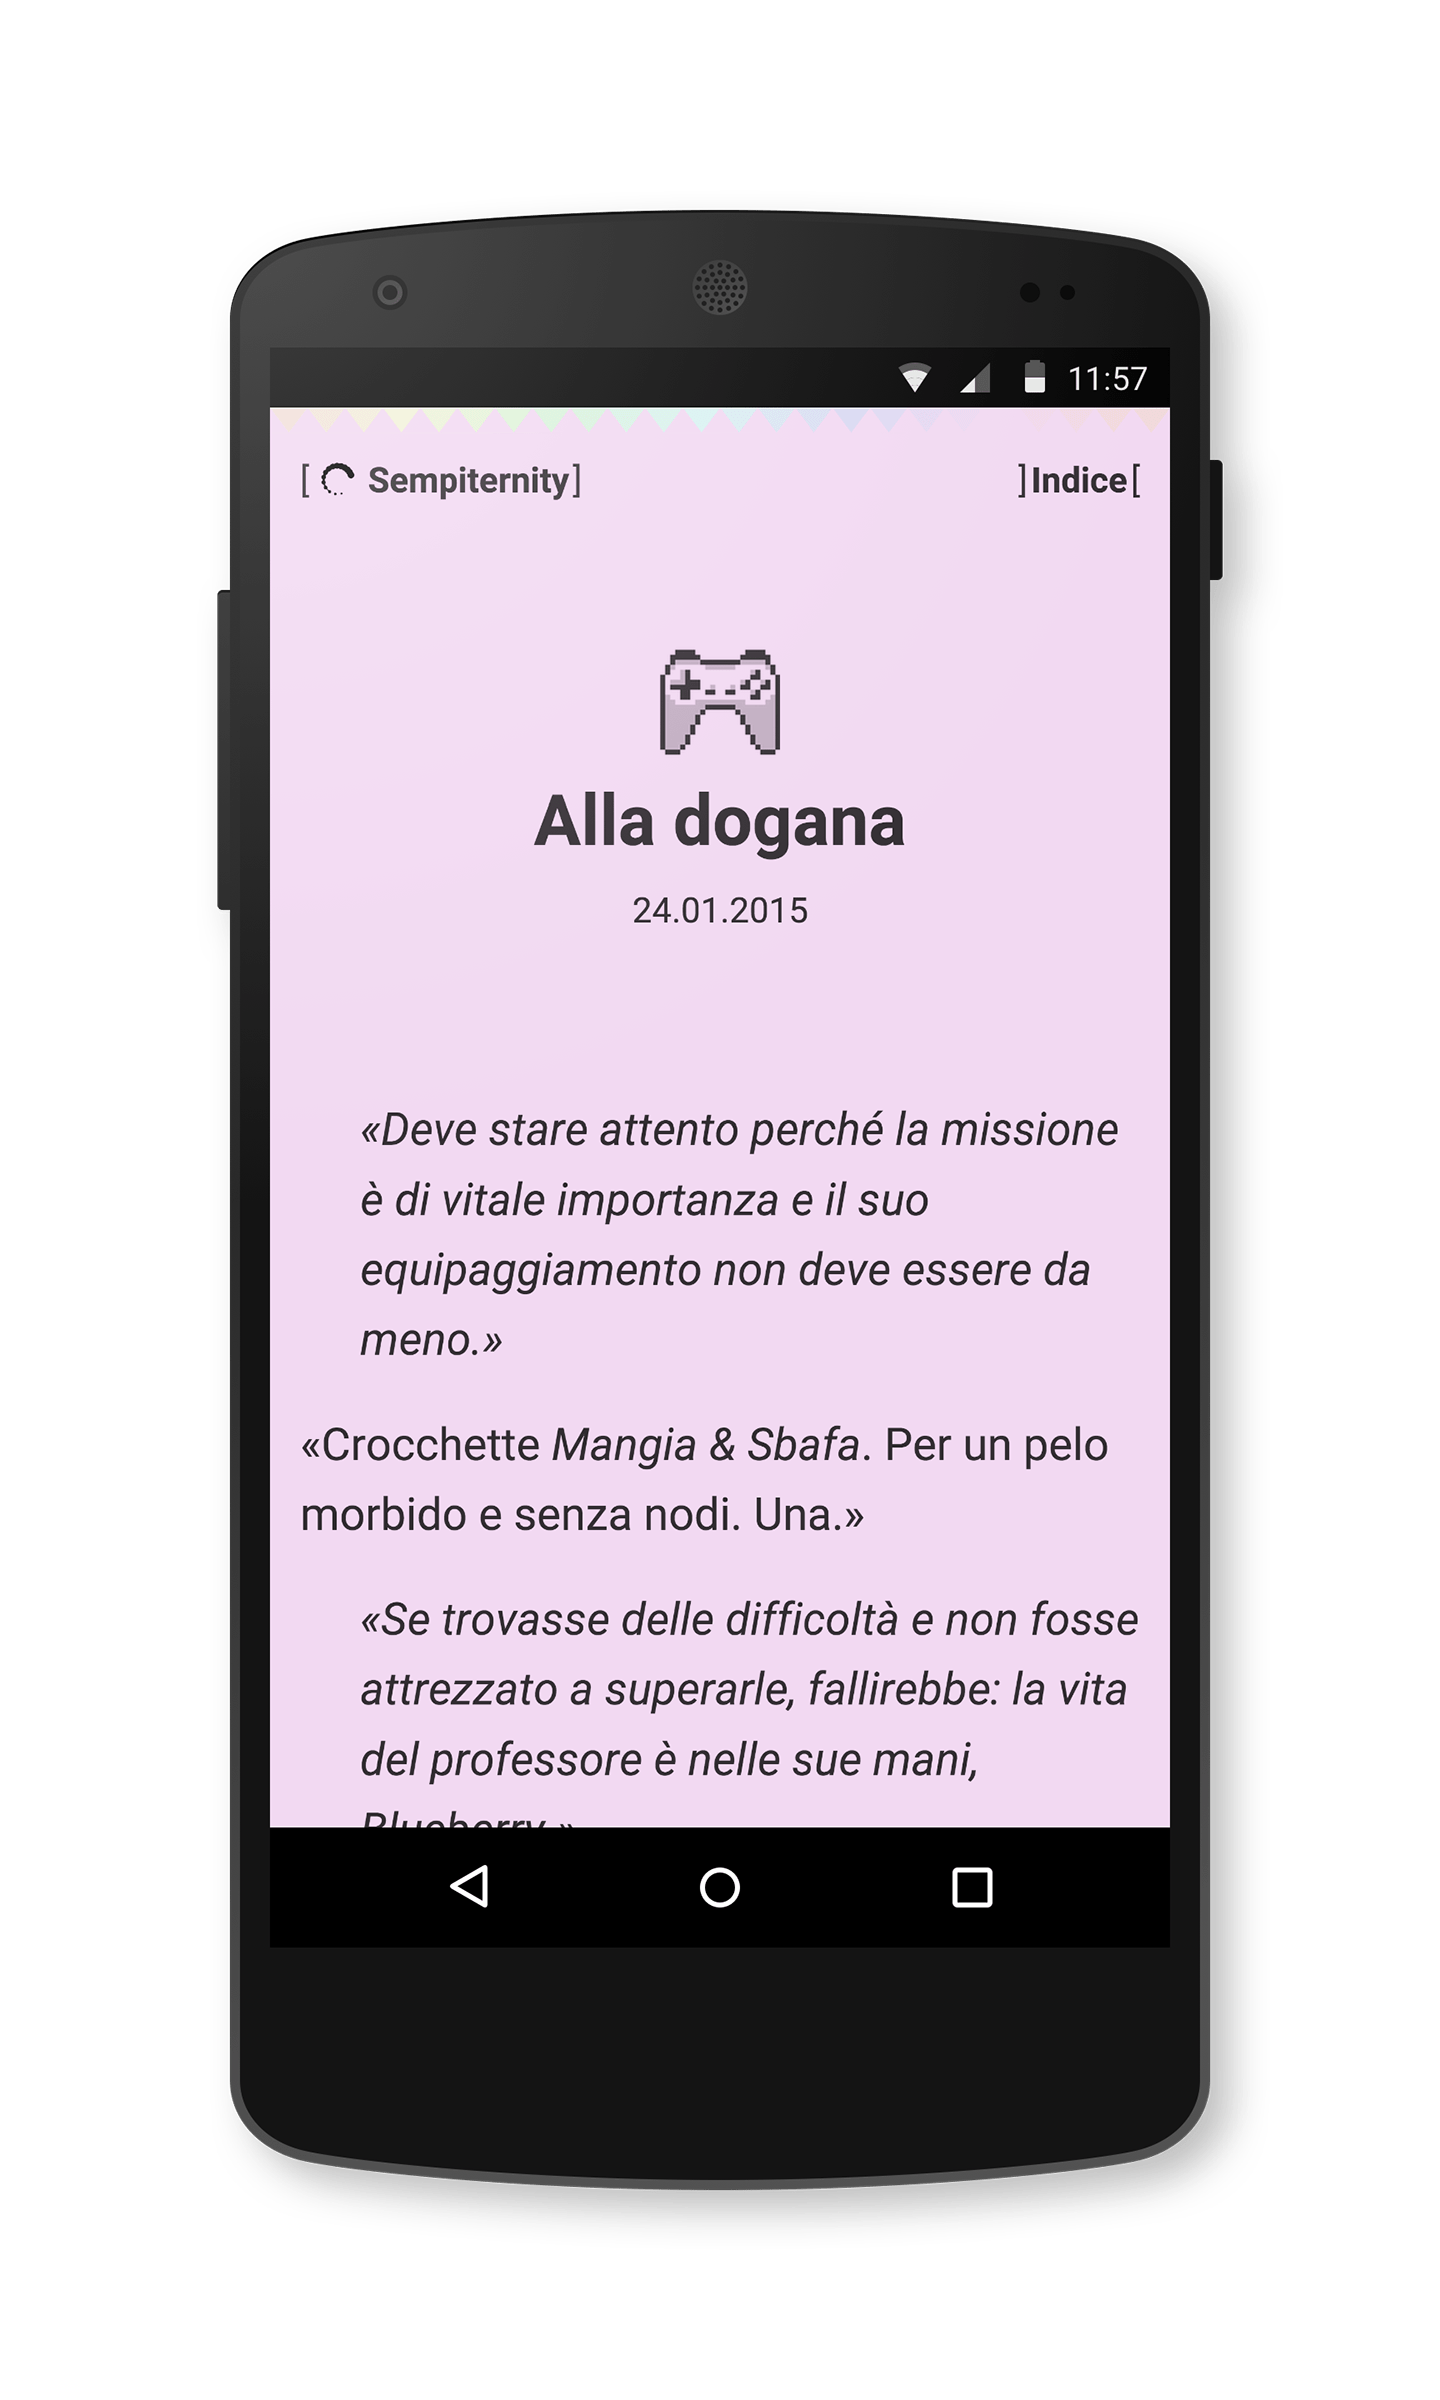 11:57
[ Sempiternity]
]Indice[
Alla dogana
24.01.2015
«Deve stare attento perché la missione
è di vitale importanza e il suo
equipaggiamento non deve essere da
meno.»
«Crocchette Mangia & Sbafa. Per un pelo
morbido e senza nodi. Una.»
«Se trovasse delle difficoltà e non fosse
attrezzato a superarle, fallirebbe: la vita
del professore è nelle sue mani,
Blueberry.»